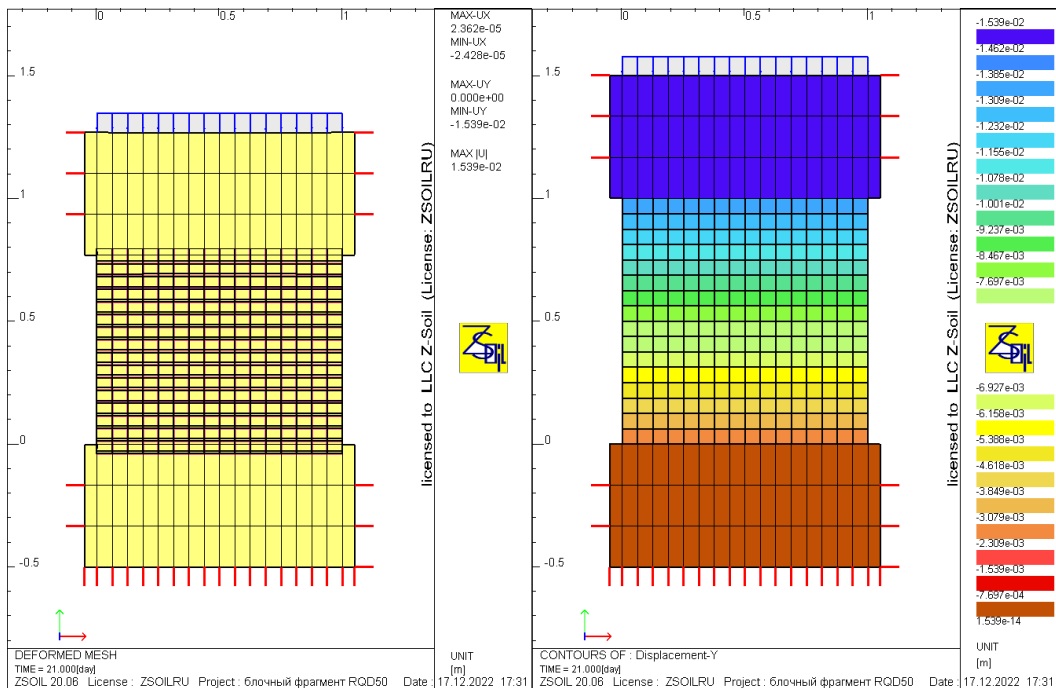 0
0.5
1
1.5
1
0.5
0
-0.5
DEFORMED MESH
TIME = 21.000[day]
ZSOIL 20.06 License : ZSOILRU Project : блочный фрагмент RQD50 Date : 17.12.2022 17:31
MAX-UX
2.362e-05
MIN-UX
-2.428e-05
MAX-UY
0.000e+00
MIN-UY
-1.539e-02
MAX |U|
1.539e-02
licensed to LLC Z-Soil (License: ZSOILRU)
ZSoil
UNIT
[m]
0
0.5
1
1.5
1
0.5
0
-0.5
CONTOURS OF : Displacement-Y
TIME = 21.000[day]
ZSOIL 20.06 License : ZSOILRU Project : блочный фрагмент RQD50 Date : 17.12.2022 17:31
-1.539e-02
-1.462e-02
-1.385e-02
-1.309e-02
-1.232e-02
-1.155e-02
-1.078e-02
-1.001e-02
-9.237e-03
-8.467e-03
-7.697e-03
licensed to LLC Z-Soil (License: ZSOILRU)
ZSoil
-6.927e-03
-6.158e-03
-5.388e-03
-4.618e-03
-3.849e-03
-3.079e-03
-2.309e-03
-1.539e-03
-7.697e-04
1.539e-14
UNIT
[m]